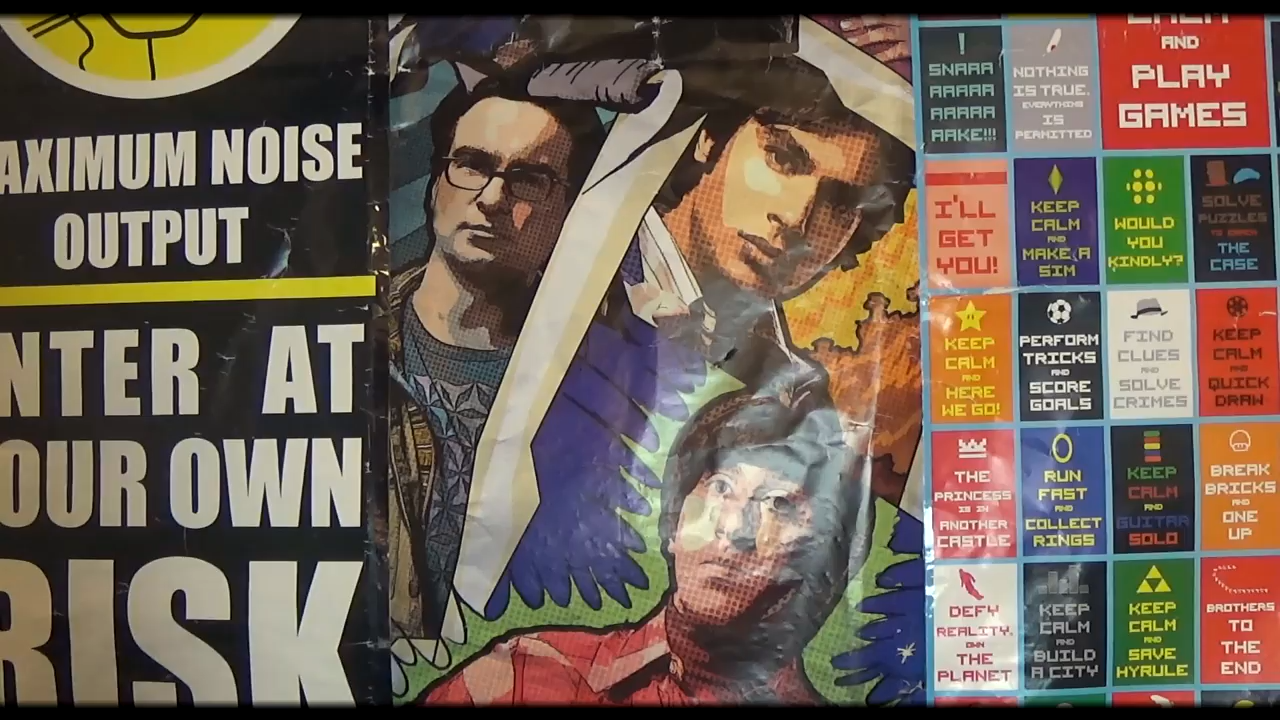 AXIMUM NOISE
OUTPUT
NTER AT
OUR OWN
RISK
!
SNAAA
AAAAA
AAAAA
AAKE!!!
NOTHING
IS TRUE.
EVERYTHING
IS
PERMITTED
CALM
AND
PLAY
GAMES
I'LL
GET
YOU!
KEEP
CALM
AND
MAKE A
SIM
WOULD
YOU
KINDLY?
SOLVE
PUZZLES
THE
CASE
KEEP
CALM
AND
HERE
WE GO!
PERFORM
TRICKS
AND
SCORE
GOALS
FIND
CLUES
AND
SOLVE
CRIMES
KEEP
CALM
AND
QUICK
DRAW
THE
PRINCESS
IS IN
ANOTHER
CASTLE
RUN
FAST
AND
COLLECT
RINGS
KEEP
CALM
AND
GUITAR
SOLO
BREAK
BRICKS
AND
ONE
UP
DEFY
REALITY.
OWN
THE
PLANET
KEEP
CALM
AND
BUILD
A CITY
KEEP
CALM
AND
SAVE
HYRULE
BROTHERS
TO
THE
END